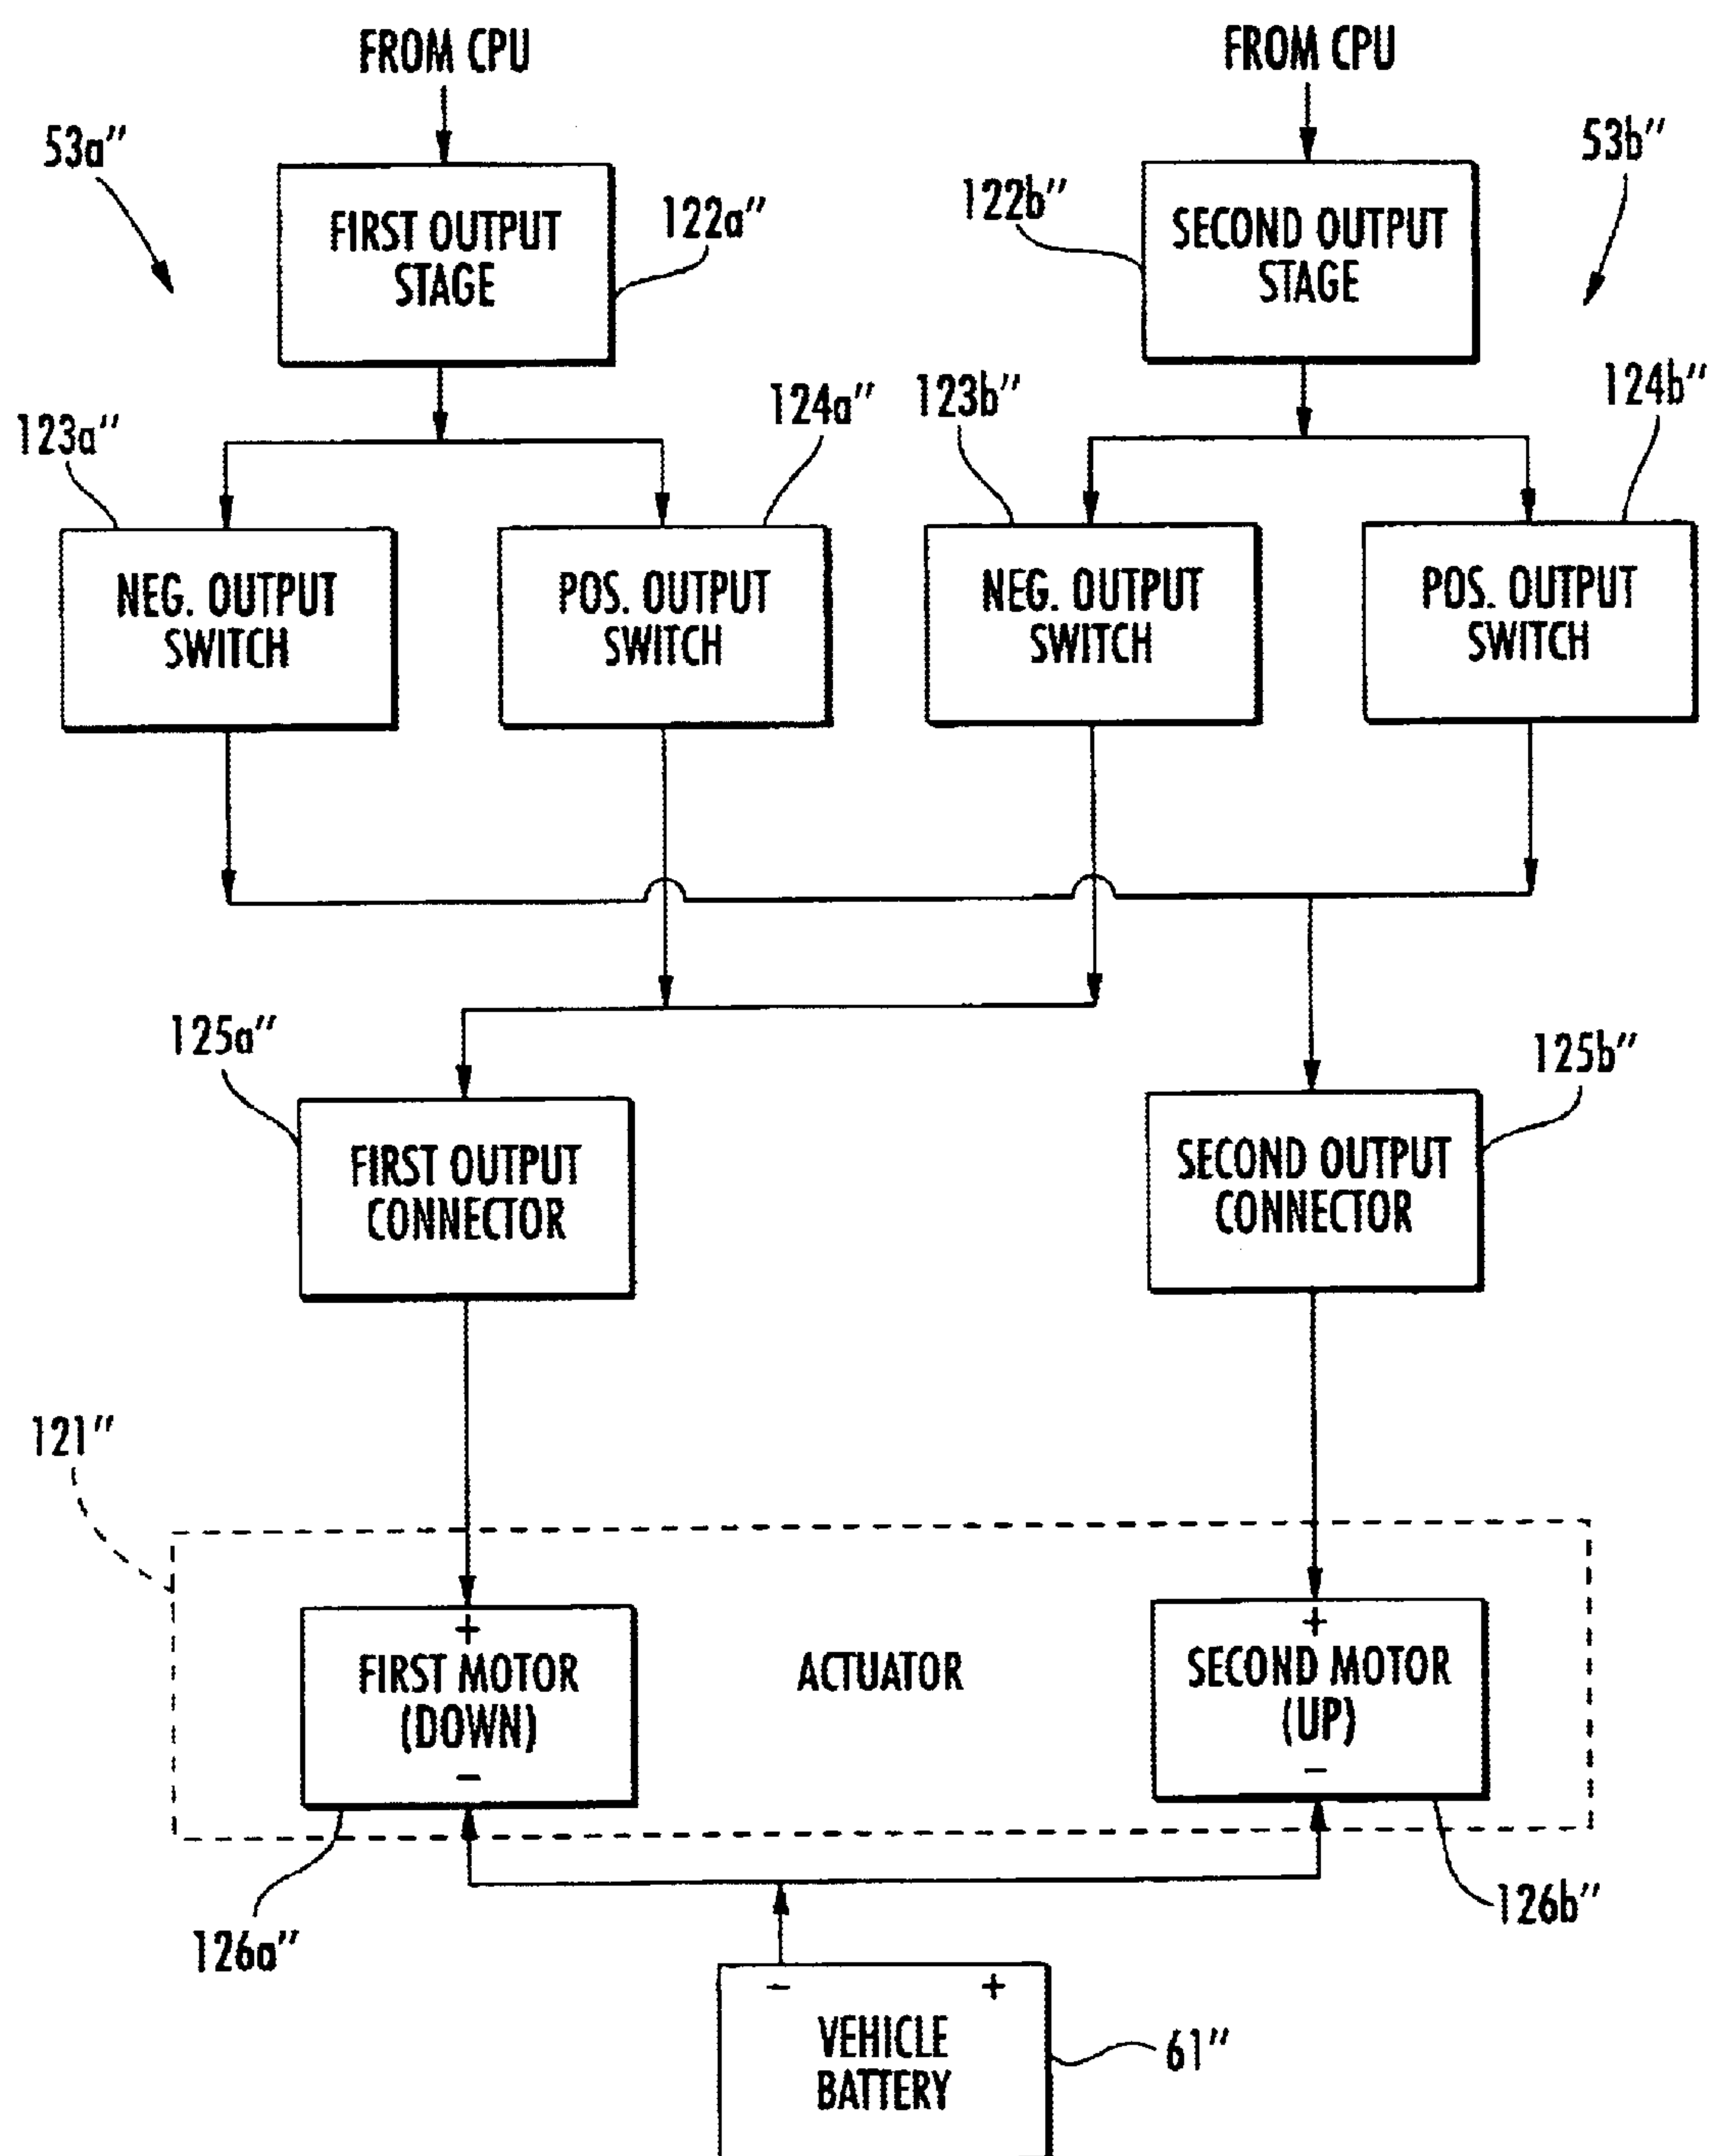 FROM CPU
FROM CPU
53a″
53b″
FIRST OUTPUT
STAGE
122a″
122b″
SECOND OUTPUT
STAGE
123a″
124a″
123b″
124b″
NEG. OUTPUT
SWITCH
POS. OUTPUT
SWITCH
NEG. OUTPUT
SWITCH
POS. OUTPUT
SWITCH
125a″
125b″
FIRST OUTPUT
CONNECTOR
SECOND OUTPUT
CONNECTOR
121″
+
FIRST MOTOR
(DOWN)
−
ACTUATOR
+
SECOND MOTOR
(UP)
−
126a″
126b″
− +
VEHICLE
BATTERY
61″